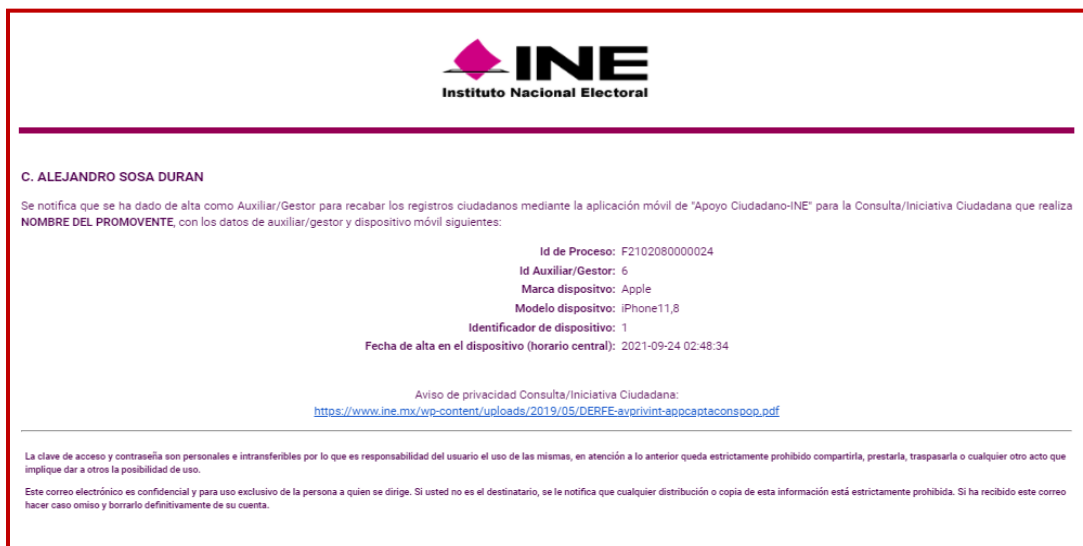 INE
Instituto Nacional Electoral
C. ALEJANDRO SOSA DURAN
Se notifica que se ha dado de alta como Auxiliar/Gestor para recabar los registros ciudadanos mediante la aplicación móvil de "Apoyo Ciudadano-INE" para la Consulta/Iniciativa Ciudadana que realiza
NOMBRE DEL PROMOVENTE, con los datos de auxiliar/gestor y dispositivo móvil siguientes:
Id de Proceso: F2102080000024
Id Auxiliar/Gestor: 6
Marca dispositvo: Apple
Modelo dispositvo: iPhone11,8
Identificador de dispositivo: 1
Fecha de alta en el dispositivo (horario central): 2021-09-24 02:48:34
Aviso de privacidad Consulta/Iniciativa Ciudadana:
https://www.ine.mx/wp-content/uploads/2019/05/DERFE-avprivint-appcaptaconspop.pdf
La clave de acceso y contraseña son personales e intransferibles por lo que es responsabilidad del usuario el uso de las mismas, en atención a lo anterior queda estrictamente prohibido compartirla, prestarla, traspasarla o cualquier otro acto que
implique dar a otros la posibilidad de uso.
Este correo electrónico es confidencial y para uso exclusivo de la persona a quien se dirige. Si usted no es el destinatario, se le notifica que cualquier distribución o copia de esta información está estrictamente prohibida. Si ha recibido este correo
hacer caso omiso y borrarlo definitivamente de su cuenta.